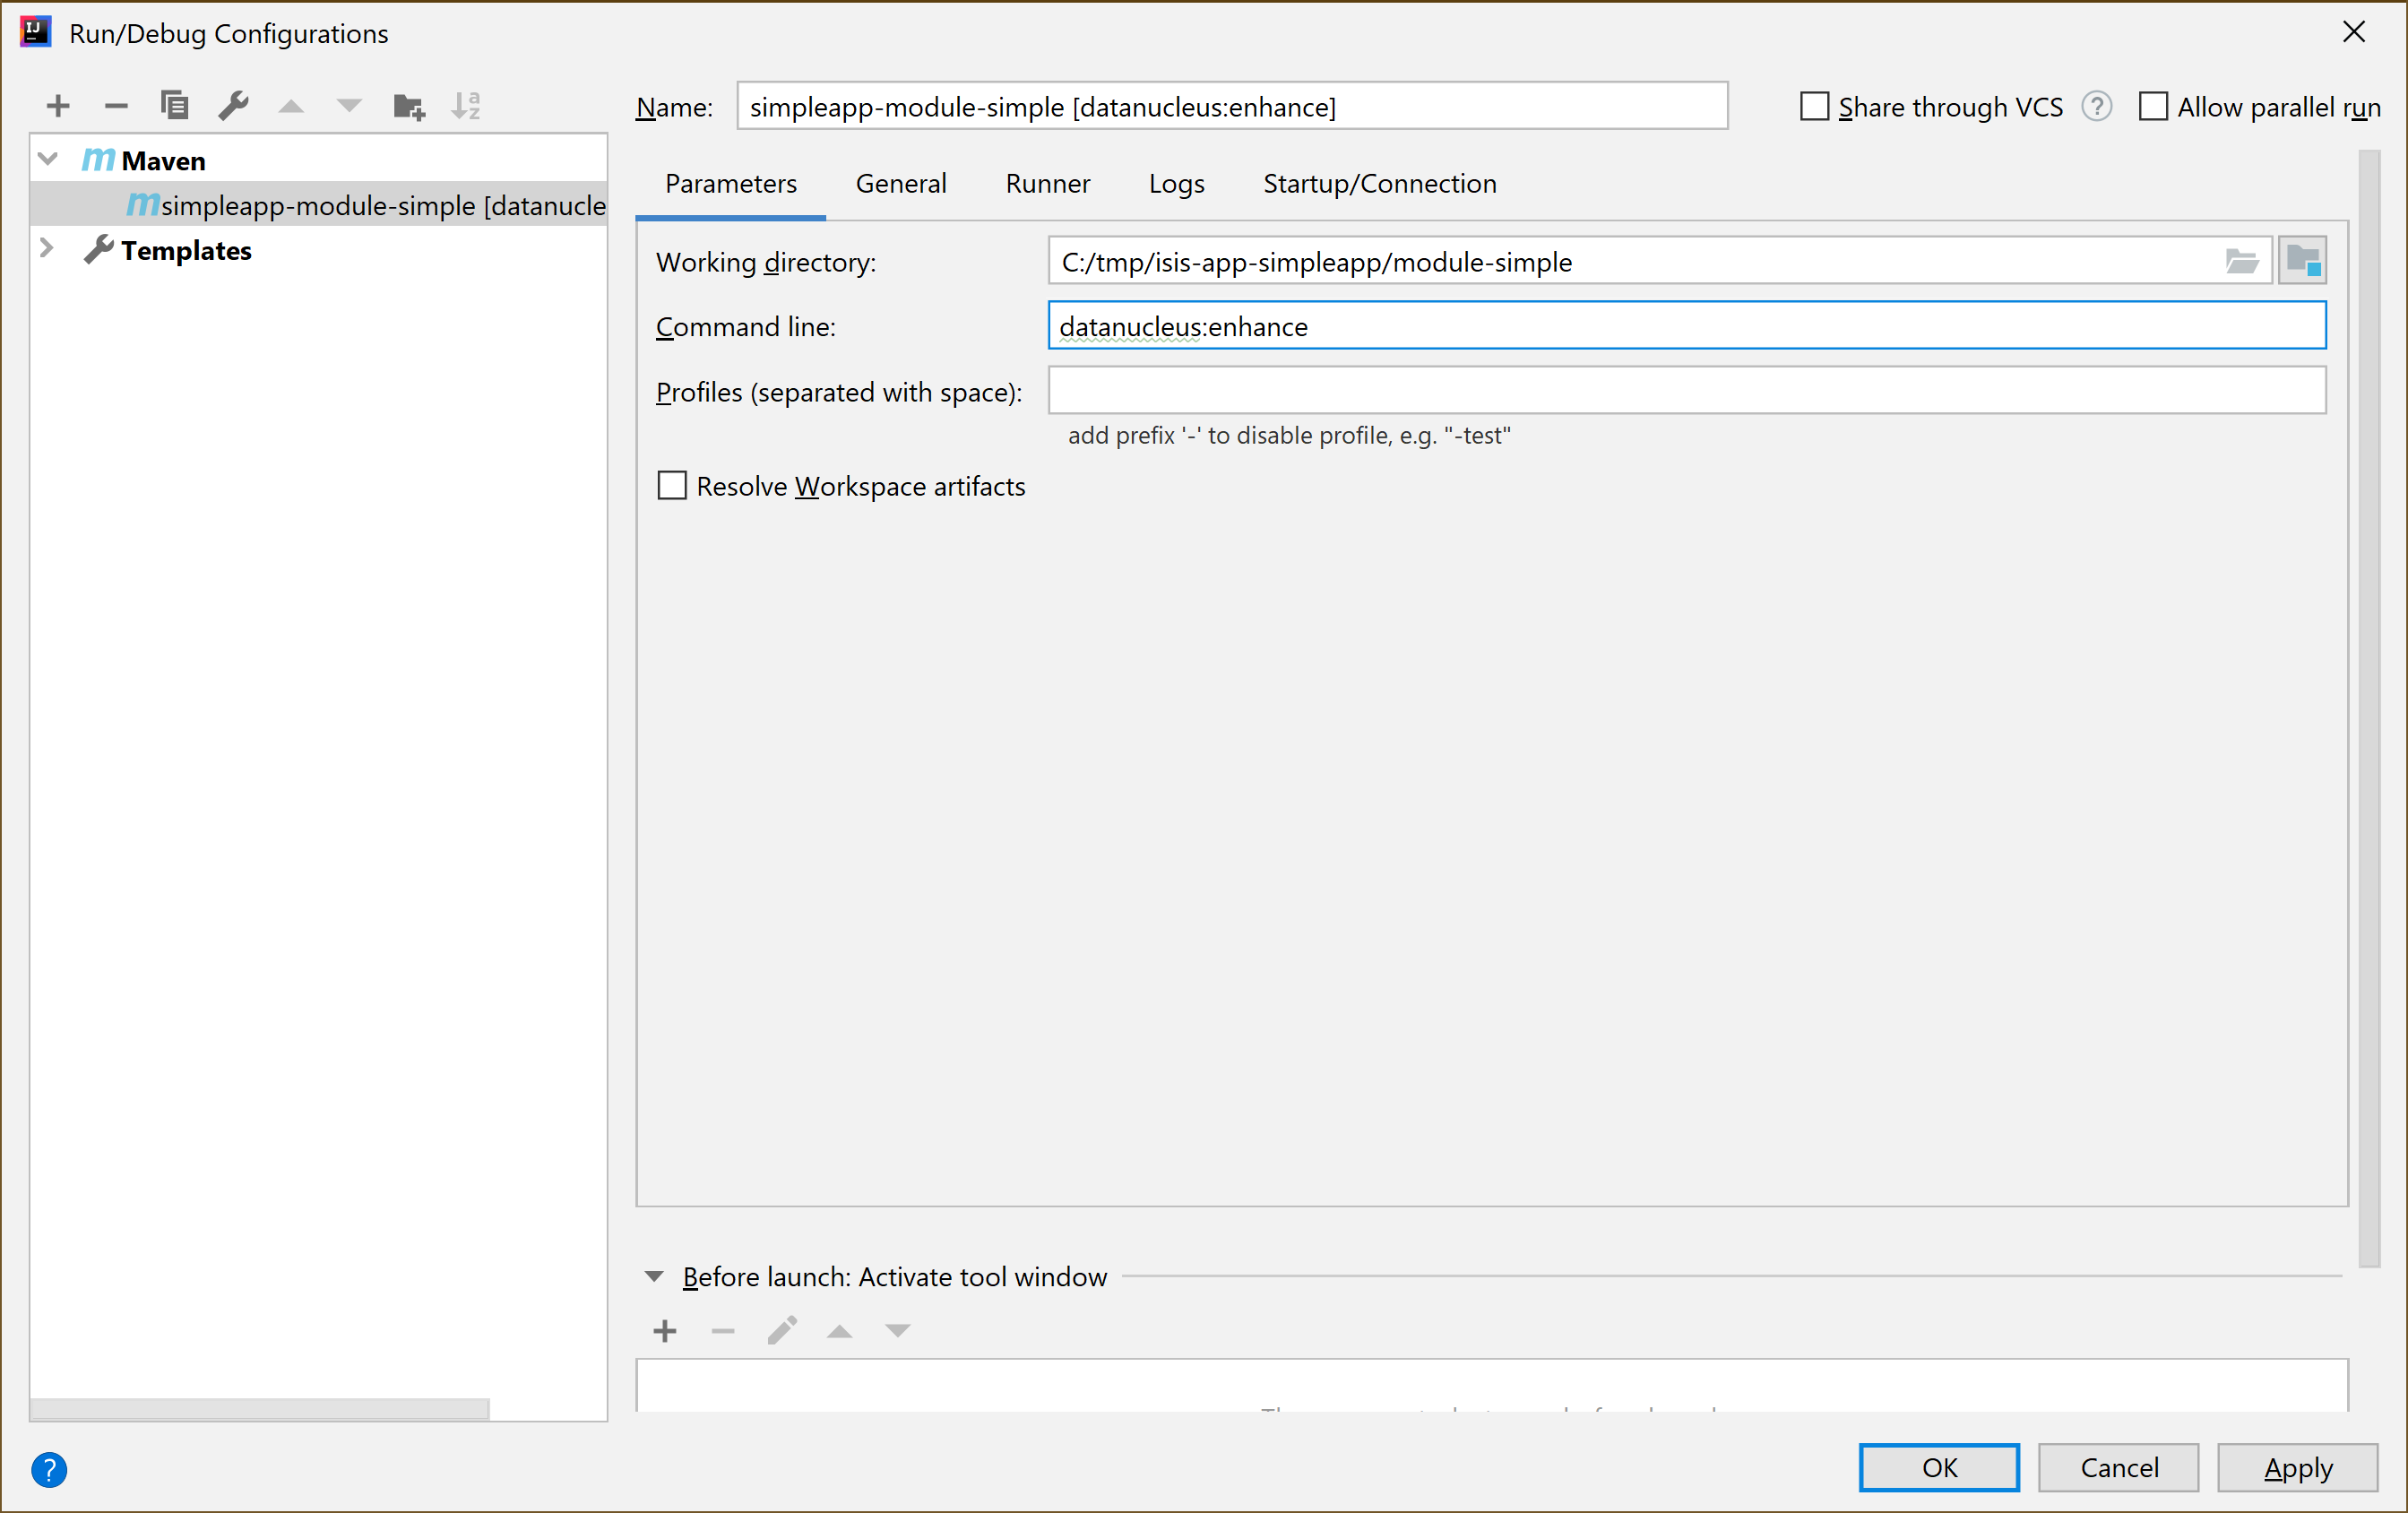 Run/Debug Configurations
Name: simpleapp-module-simple [datanucleus:enhance] Share through VCS ? Allow parallel run
Maven
simpleapp-module-simple [datanucle
Templates
Parameters General Runner Logs Startup/Connection
Working directory: C:/tmp/isis-app-simpleapp/module-simple
Command line: datanucleus:enhance
Profiles (separated with space):
add prefix '-' to disable profile, e.g. "-test"
Resolve Workspace artifacts
Before launch: Activate tool window
? OK Cancel Apply